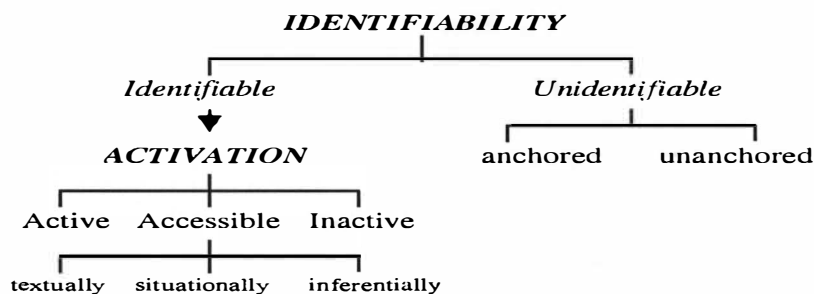 IDENTIFIABILITY
Identifiable Unidentifiable
ACTIVATION anchored unanchored
Active Accessible Inactive
textually situationally inferentially